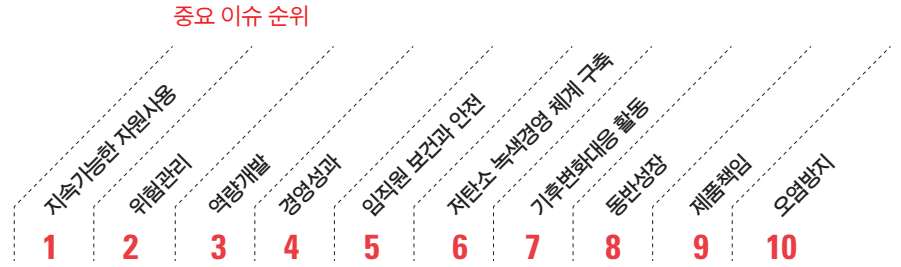 중요 이슈 순위
지속가능한 자원사용
위험관리
역량개발
경영성과
임직원 보건과 안전
저탄소 녹색경영 체계 구축
기후변화대응 활동
동반성장
제품책임
오염방지
1 2 3 4 5 6 7 8 9 10